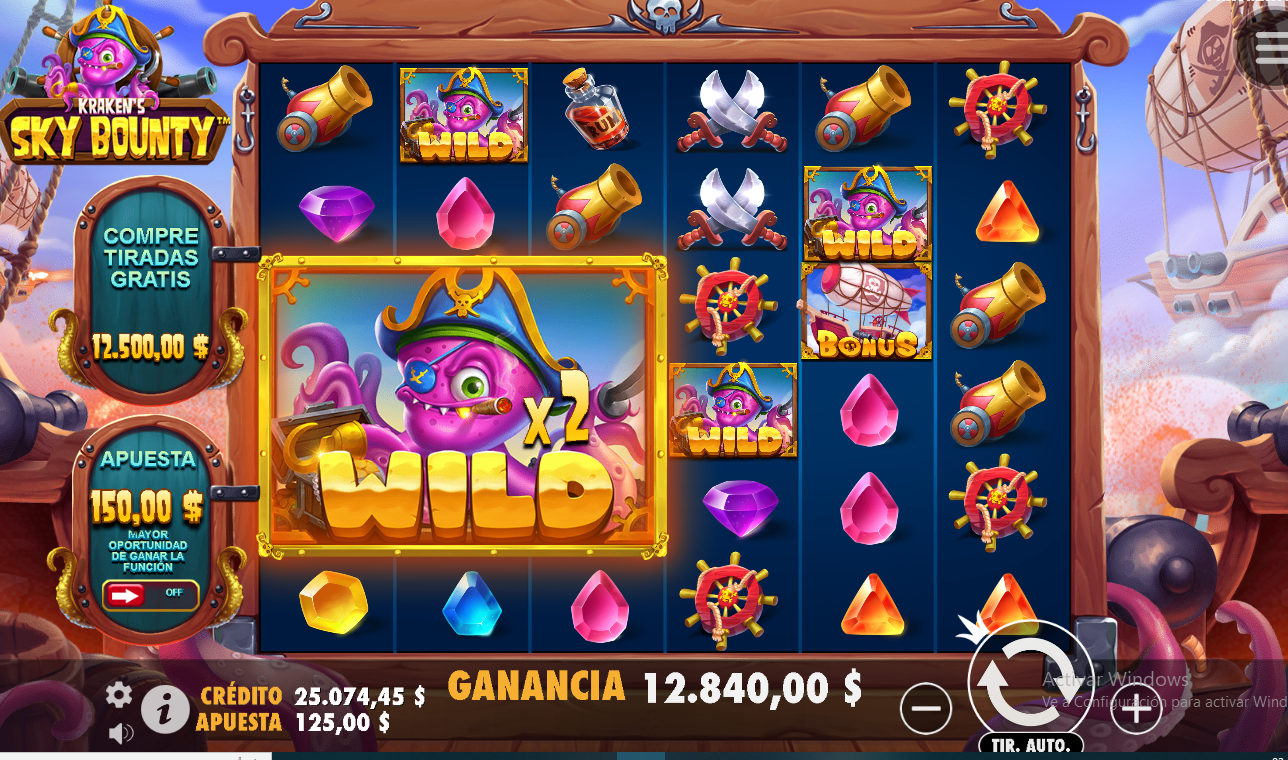 KRAKEN'S
SKY BOUNTY™
COMPRE
TIRADAS
GRATIS
12.500,00 $
APUESTA
150,00 $
MAYOR
OPORTUNIDAD
DE GANAR LA
FUNCIÓN
OFF
WILD
RUM
WILD
BONUS
x2
WILD
WILD
CRÉDITO 25.074,45 $
APUESTA 125,00 $
GANANCIA 12.840,00 $
TIR. AUTO.
Activar Windows
Ve a Configuración para activar Wind